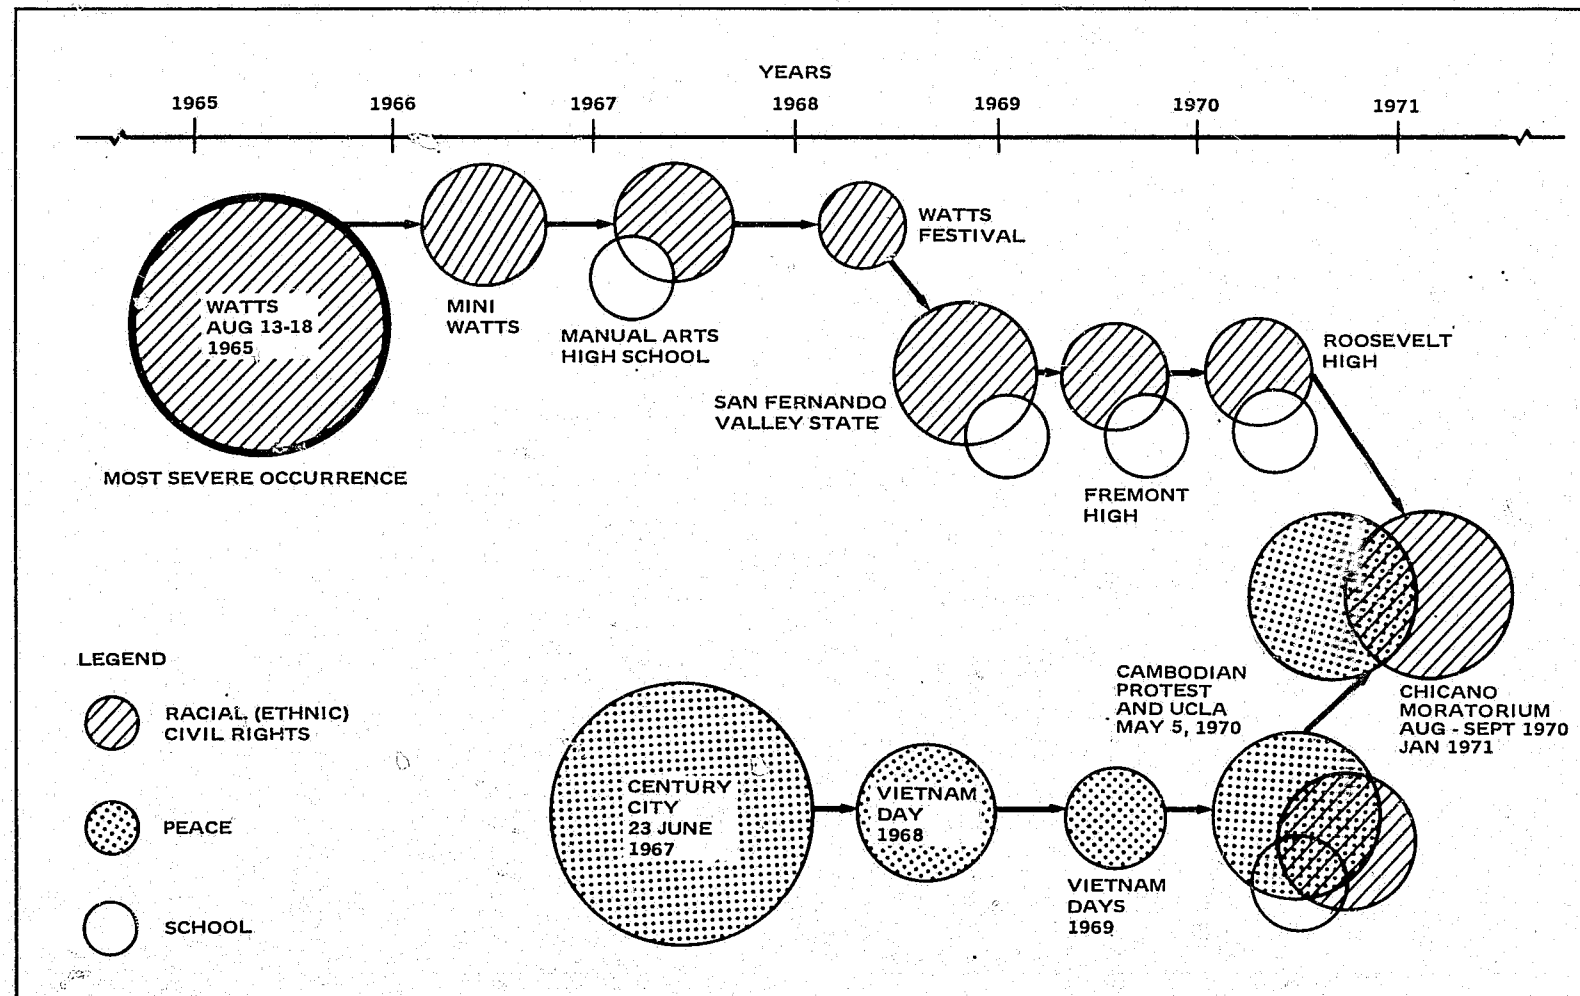 YEARS
1965 1966 1967 1968 1969 1970 1971
WATTS
AUG 13-18
1965
MOST SEVERE OCCURRENCE
MINI
WATTS
MANUAL ARTS
HIGH SCHOOL
WATTS
FESTIVAL
SAN FERNANDO
VALLEY STATE
FREMONT
HIGH
ROOSEVELT
HIGH
CHICANO
MORATORIUM
AUG - SEPT 1970
JAN 1971
CAMBODIAN
PROTEST
AND UCLA
MAY 5, 1970
CENTURY
CITY
23 JUNE
1967
VIETNAM
DAY
1968
VIETNAM
DAYS
1969
LEGEND
RACIAL (ETHNIC)
CIVIL RIGHTS
PEACE
SCHOOL